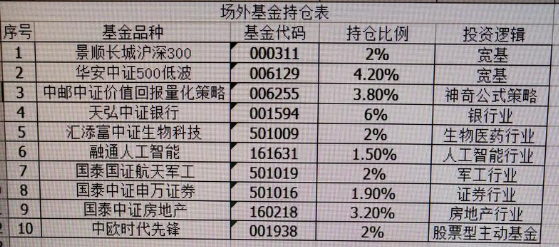 场外基金持仓表
序号 基金品种 基金代码 持仓比例 投资逻辑
1 景顺长城沪深300 000311 2% 宽基
2 华安中证500低波 006129 4.20% 宽基
3 中邮中证价值回报量化策略 006255 3.80% 神奇公式策略
4 天弘中证银行 001594 6% 银行业
5 汇添富中证生物科技 501009 2% 生物医药行业
6 融通人工智能 161631 1.50% 人工智能行业
7 国泰国证航天军工 501019 2% 军工行业
8 国泰中证申万证券 501016 1.90% 证券行业
9 国泰中证房地产 160218 3.20% 房地产行业
10 中欧时代先锋 001938 2% 股票型主动基金